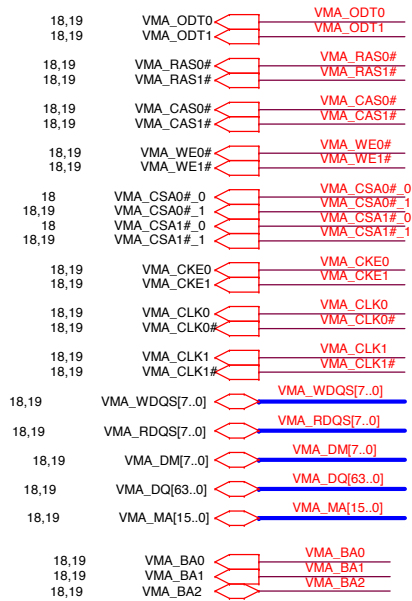 18,19 VMA_ODT0 VMA_ODT0
18,19 VMA_ODT1 VMA_ODT1
18,19 VMA_RAS0# VMA_RAS0#
18,19 VMA_RAS1# VMA_RAS1#
18,19 VMA_CAS0# VMA_CAS0#
18,19 VMA_CAS1# VMA_CAS1#
18,19 VMA_WE0# VMA_WE0#
18,19 VMA_WE1# VMA_WE1#
18 VMA_CSA0#_0 VMA_CSA0#_0
18,19 VMA_CSA0#_1 VMA_CSA0#_1
18 VMA_CSA1#_0 VMA_CSA1#_0
18,19 VMA_CSA1#_1 VMA_CSA1#_1
18,19 VMA_CKE0 VMA_CKE0
18,19 VMA_CKE1 VMA_CKE1
18,19 VMA_CLK0 VMA_CLK0
18,19 VMA_CLK0# VMA_CLK0#
18,19 VMA_CLK1 VMA_CLK1
18,19 VMA_CLK1# VMA_CLK1#
18,19 VMA_WDQS[7..0] VMA_WDQS[7..0]
18,19 VMA_RDQS[7..0] VMA_RDQS[7..0]
18,19 VMA_DM[7..0] VMA_DM[7..0]
18,19 VMA_DQ[63..0] VMA_DQ[63..0]
18,19 VMA_MA[15..0] VMA_MA[15..0]
18,19 VMA_BA0 VMA_BA0
18,19 VMA_BA1 VMA_BA1
18,19 VMA_BA2 VMA_BA2